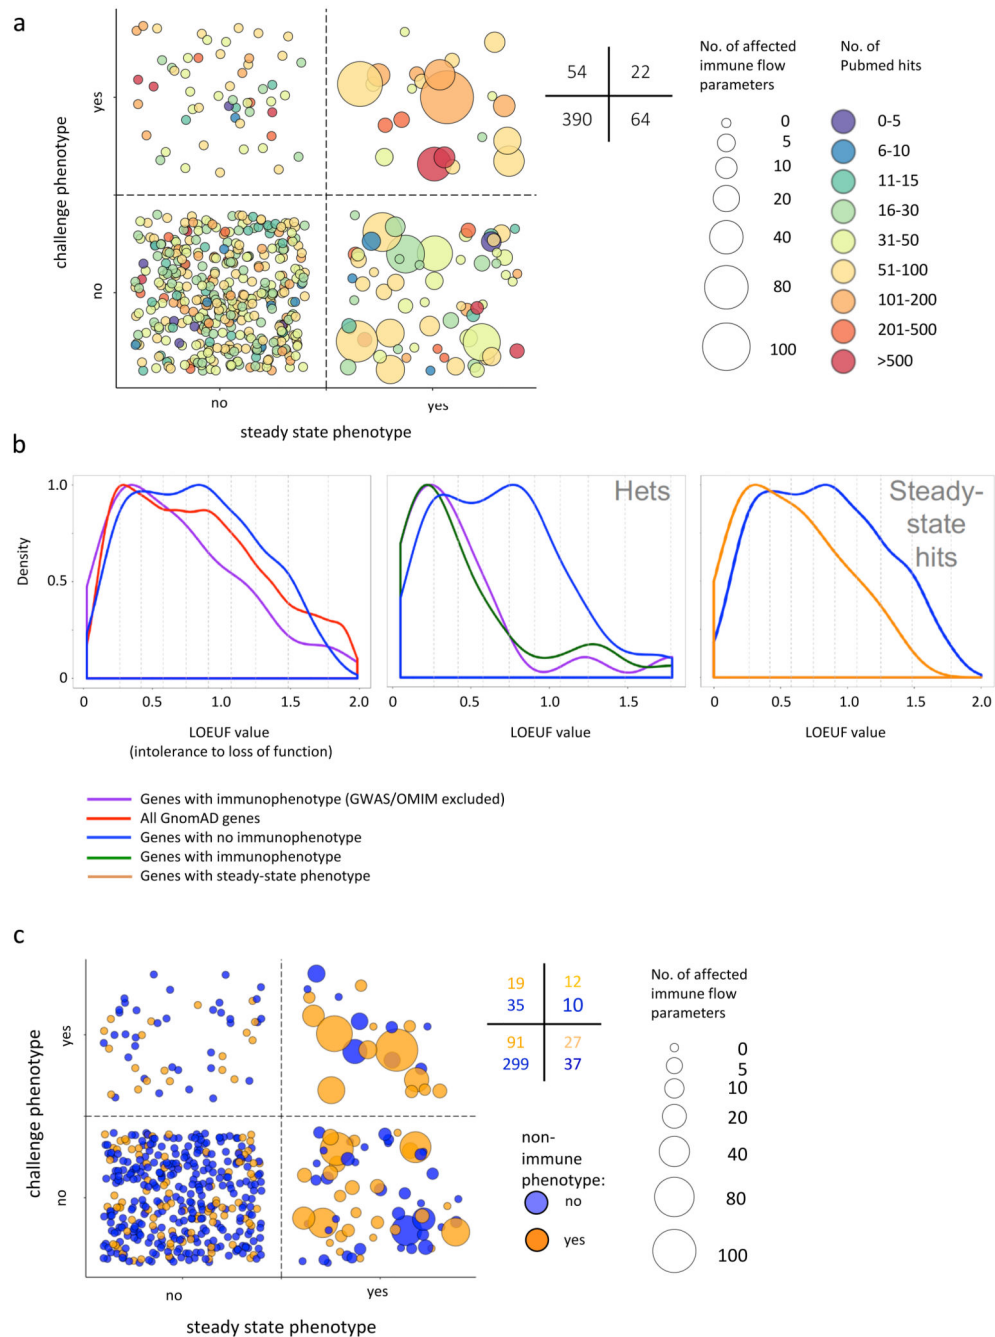 a
yes
no
challenge phenotype
no
yes
steady state phenotype
54
22
390
64
No. of affected
immune flow
parameters
0
5
10
20
40
80
100
No. of
Pubmed hits
0-5
6-10
11-15
16-30
31-50
51-100
101-200
201-500
>500
b
Density
1.0
0.5
0
0
0.5
1.0
1.5
2.0
LOEUF value
(intolerance to loss of function)
Hets
0
0.5
1.0
1.5
LOEUF value
Steady-
state
hits
0
0.5
1.0
1.5
2.0
LOEUF value
Genes with immunophenotype (GWAS/OMIM excluded)
All GnomAD genes
Genes with no immunophenotype
Genes with immunophenotype
Genes with steady-state phenotype
c
yes
no
challenge phenotype
no
yes
steady state phenotype
19
12
35
10
91
27
299
37
non-
immune
phenotype:
no
yes
No. of affected
immune flow
parameters
0
5
10
20
40
80
100